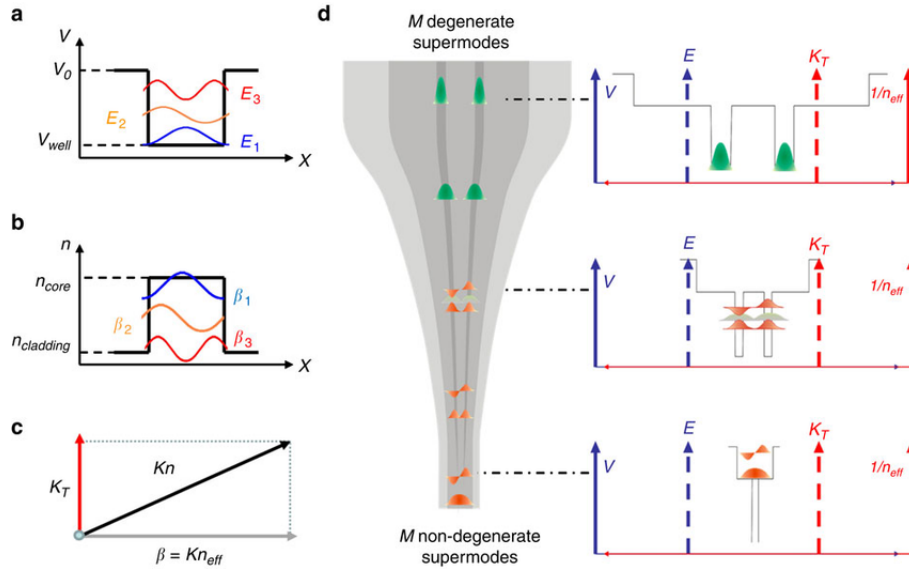 a
V
V0
E3
E2
Vwell
E1
X
b
n
ncore
β1
β2
ncladding
β3
X
c
Kn
KT
β = Kneff
d
M degenerate
supermodes
M non-degenerate
supermodes
V
E
KT
1/neff
V
E
KT
1/neff
V
E
KT
1/neff